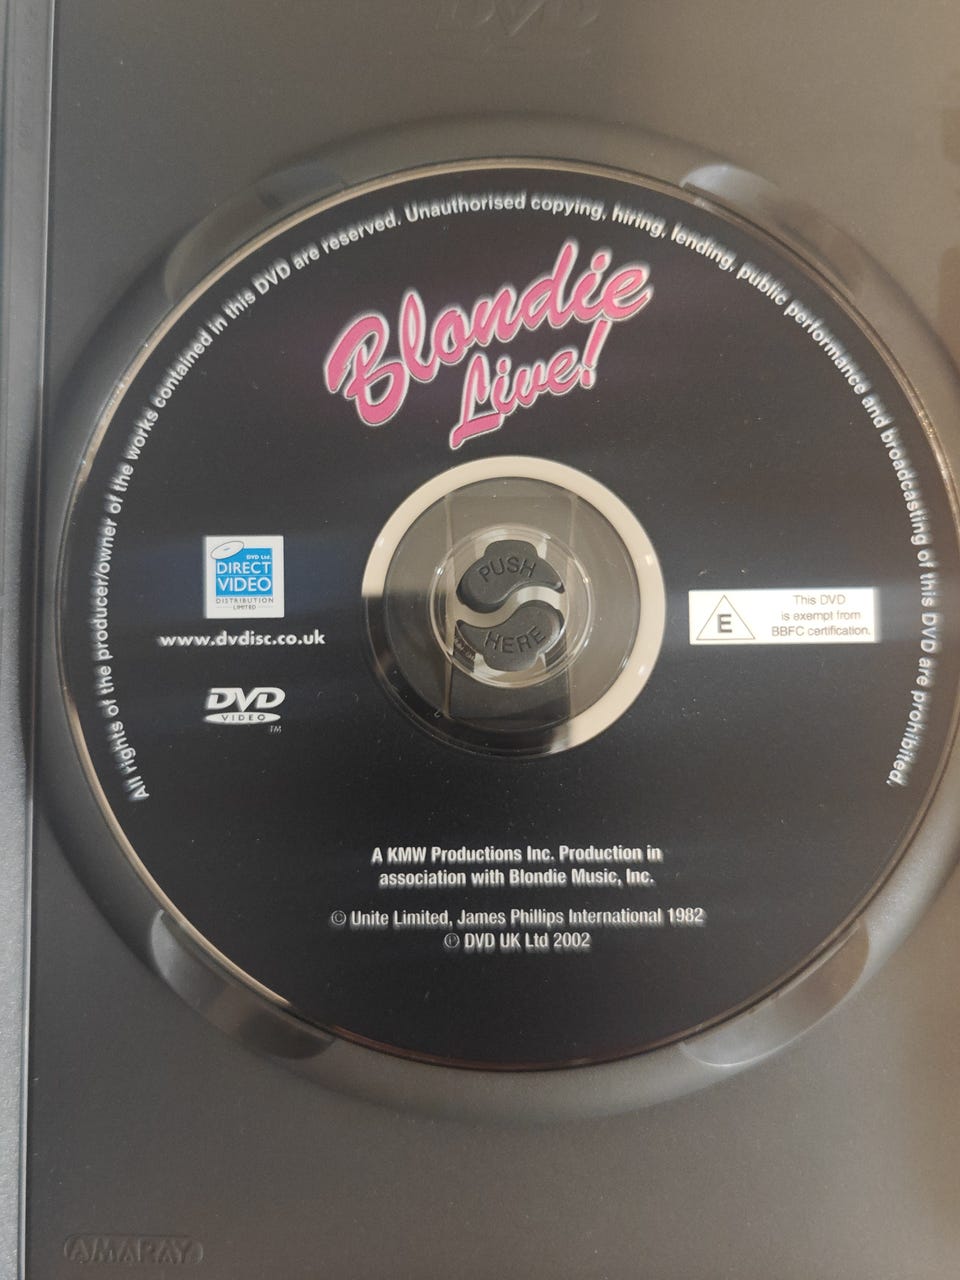 DVD
All rights of the producer/owner of the works contained in this DVD are reserved. Unauthorised copying, hiring, lending, public performance and broadcasting of this DVD are prohibited.
Blondie
Live!
DVD Ltd.
DIRECT
VIDEO
DISTRIBUTION
LIMITED
www.dvdisc.co.uk
DVD
VIDEO
TM
PUSH
HERE
E
This DVD
is exempt from
BBFC certification.
A KMW Productions Inc. Production in
association with Blondie Music, Inc.
© Unite Limited, James Phillips International 1982
℗ DVD UK Ltd 2002
AMARAY